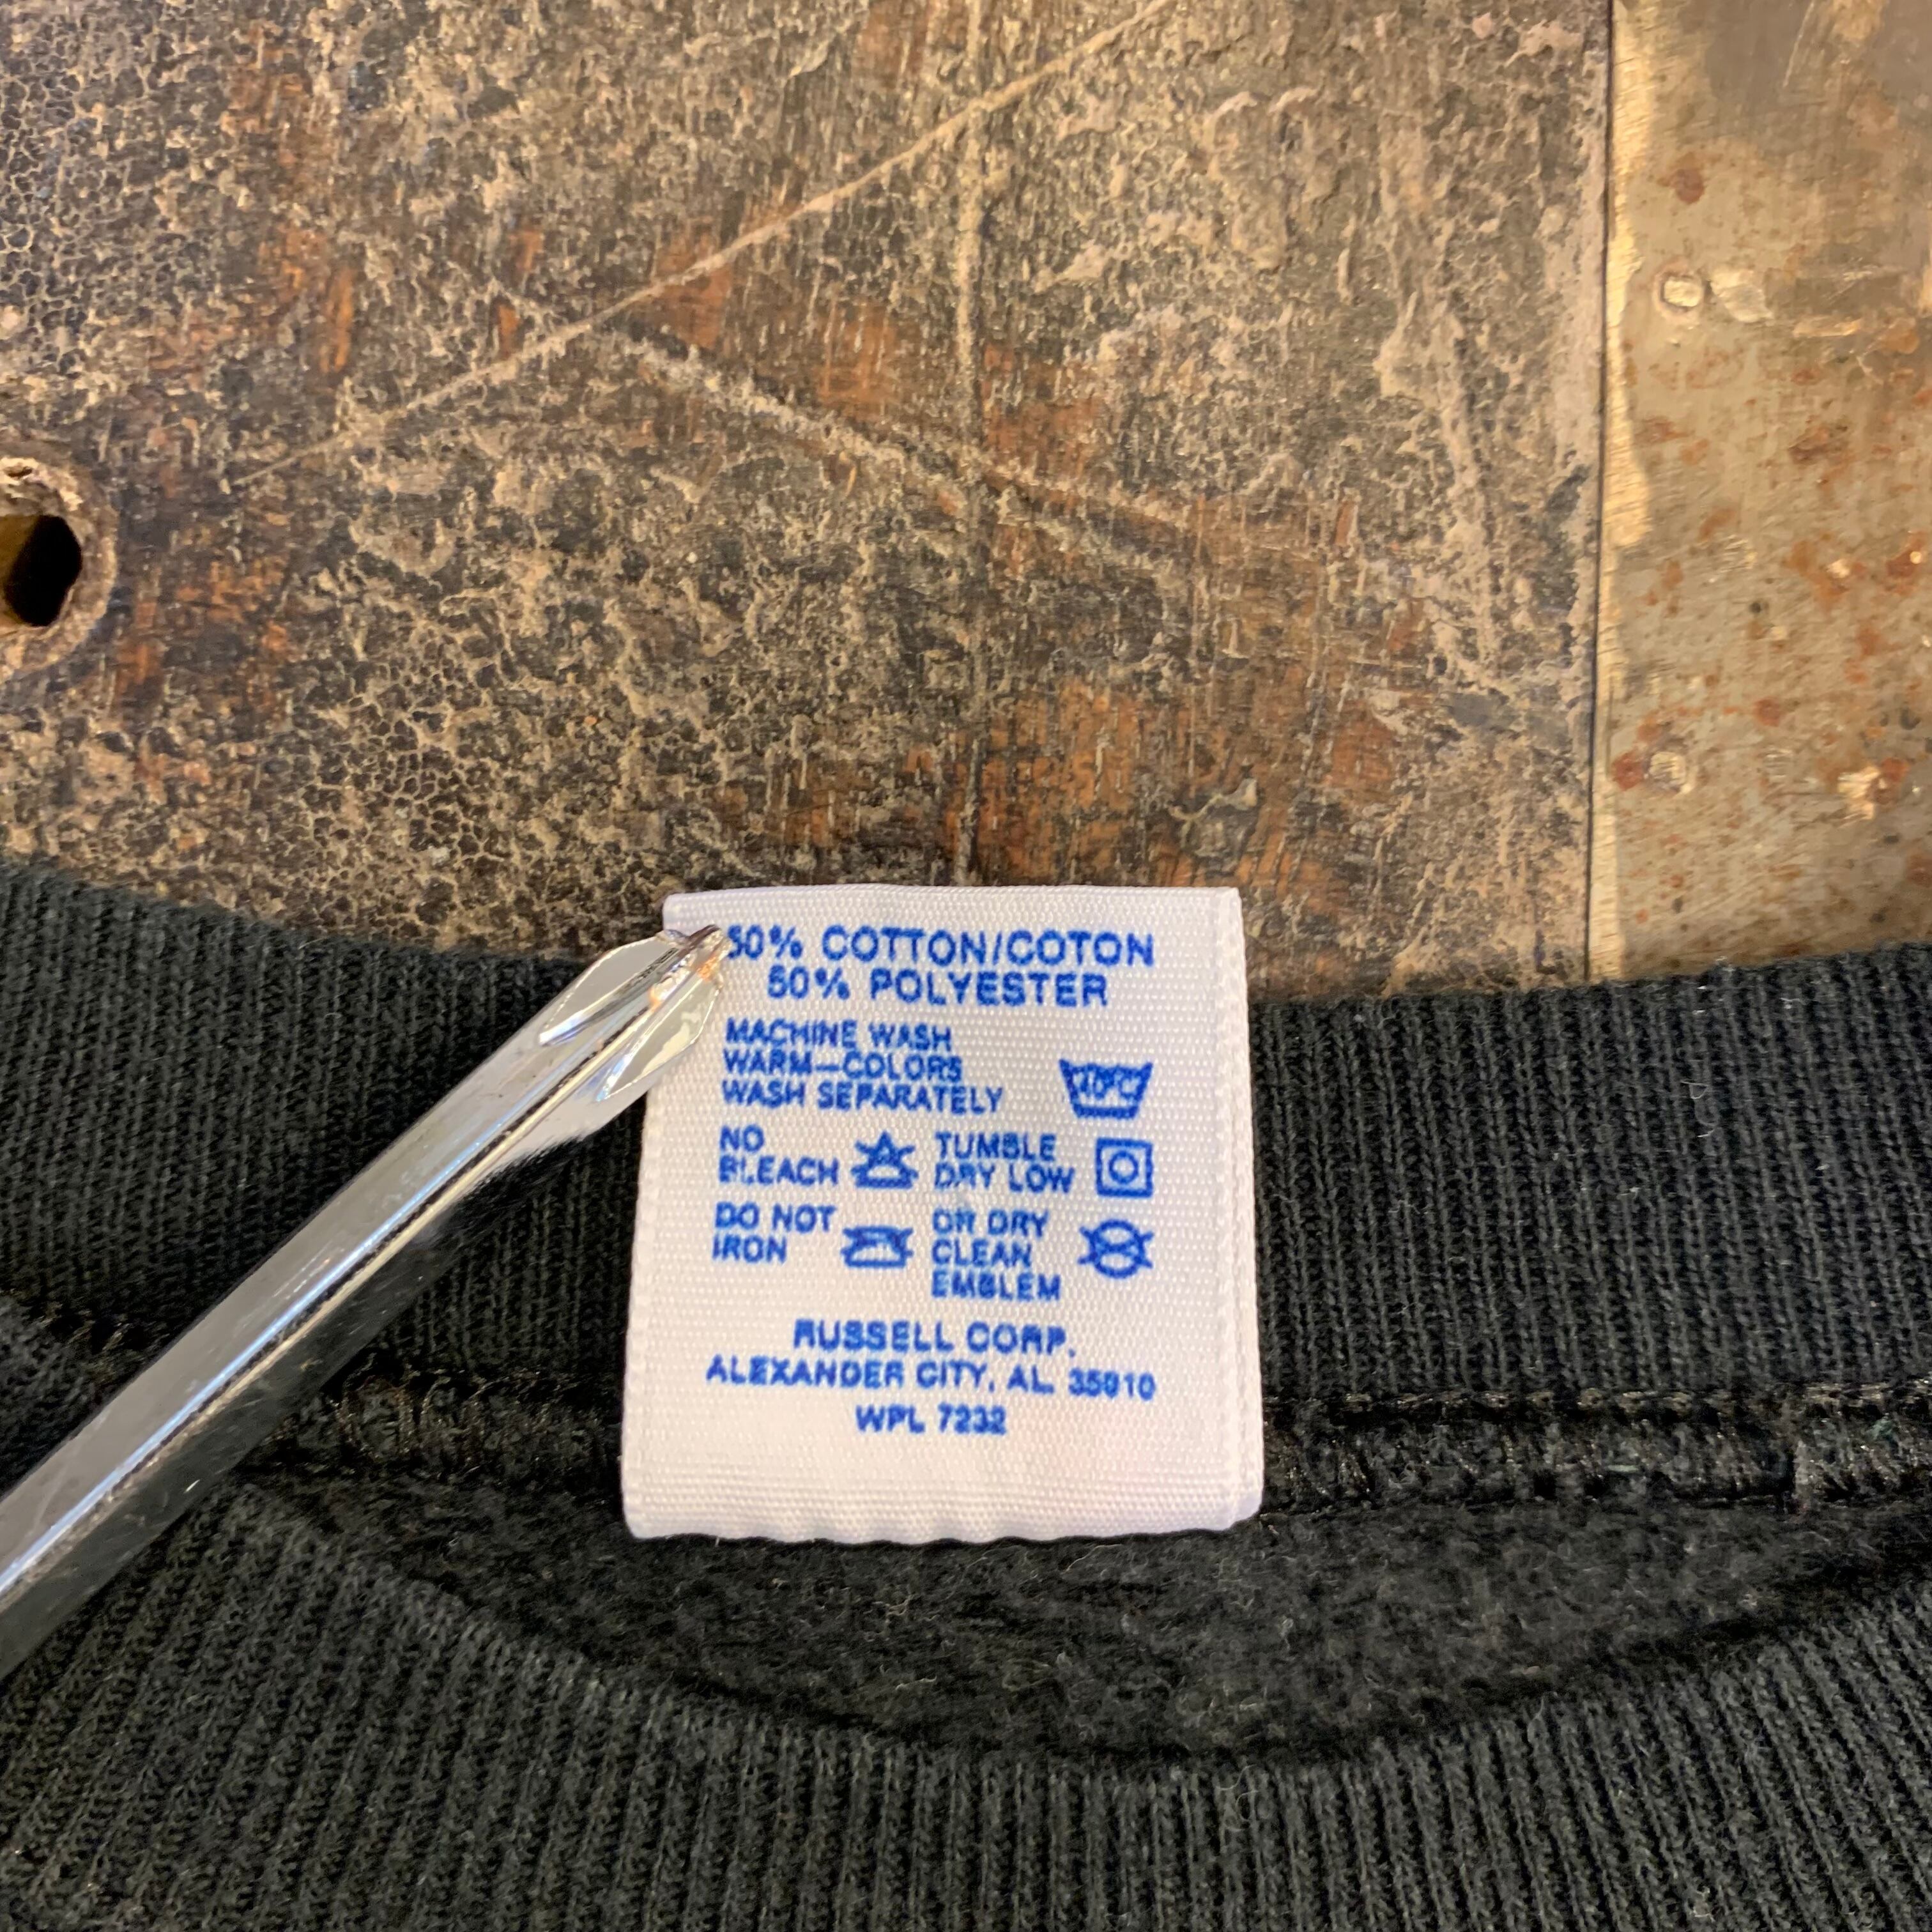 50% COTTON/COTON
50% POLYESTER
MACHINE WASH
WARM—COLORS
WASH SEPARATELY
40°C
NO
BLEACH
TUMBLE
DRY LOW
DO NOT
IRON
OR DRY
CLEAN
EMBLEM
RUSSELL CORP.
ALEXANDER CITY, AL 35010
WPL 7232